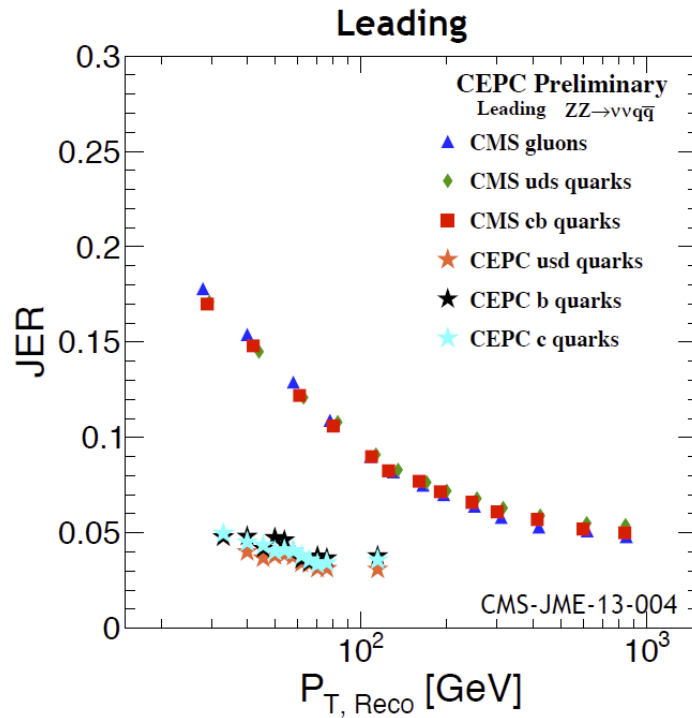 Leading
CEPC Preliminary
Leading ZZ→ννqq̅
CMS gluons
CMS uds quarks
CMS cb quarks
CEPC usd quarks
CEPC b quarks
CEPC c quarks
0.3
0.25
0.2
0.15
0.1
0.05
0
JER
CMS-JME-13-004
10²
10³
P_T, Reco [GeV]